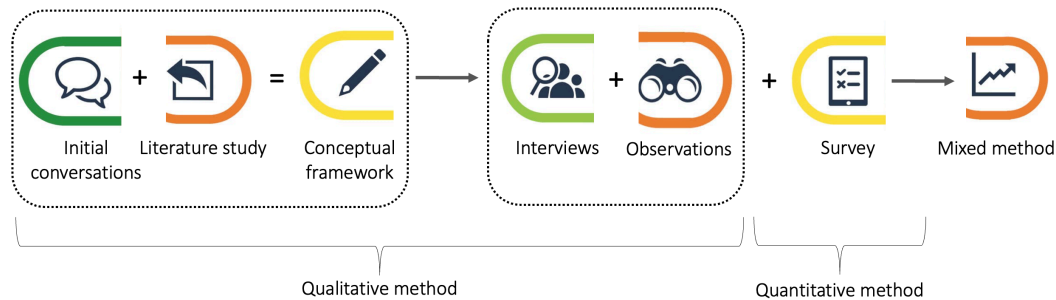 +
=
+
+
Initial
conversations
Literature study
Conceptual
framework
Interviews
Observations
Survey
Mixed method
Qualitative method
Quantitative method